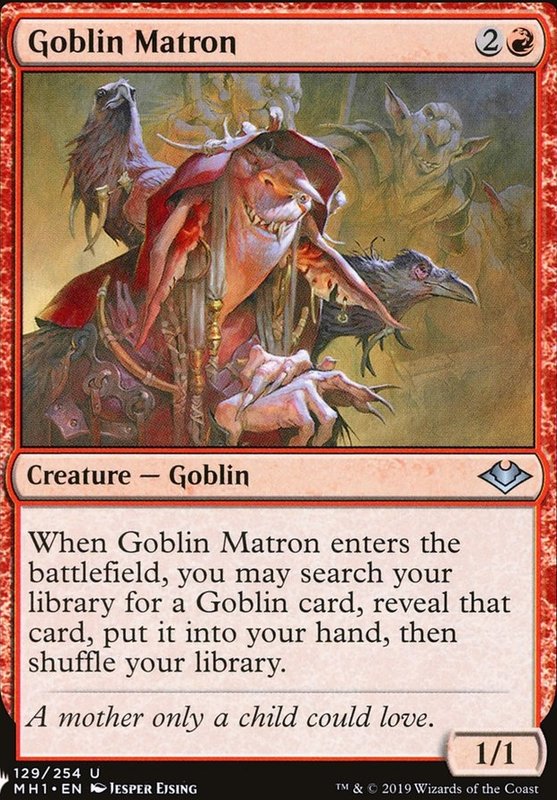 Goblin Matron 2
Creature — Goblin
When Goblin Matron enters the
battlefield, you may search your
library for a Goblin card, reveal that
card, put it into your hand, then
shuffle your library.
A mother only a child could love.
1/1
129/254 U
MH1 • EN Jesper Ejsing
™ & © 2019 Wizards of the Coast